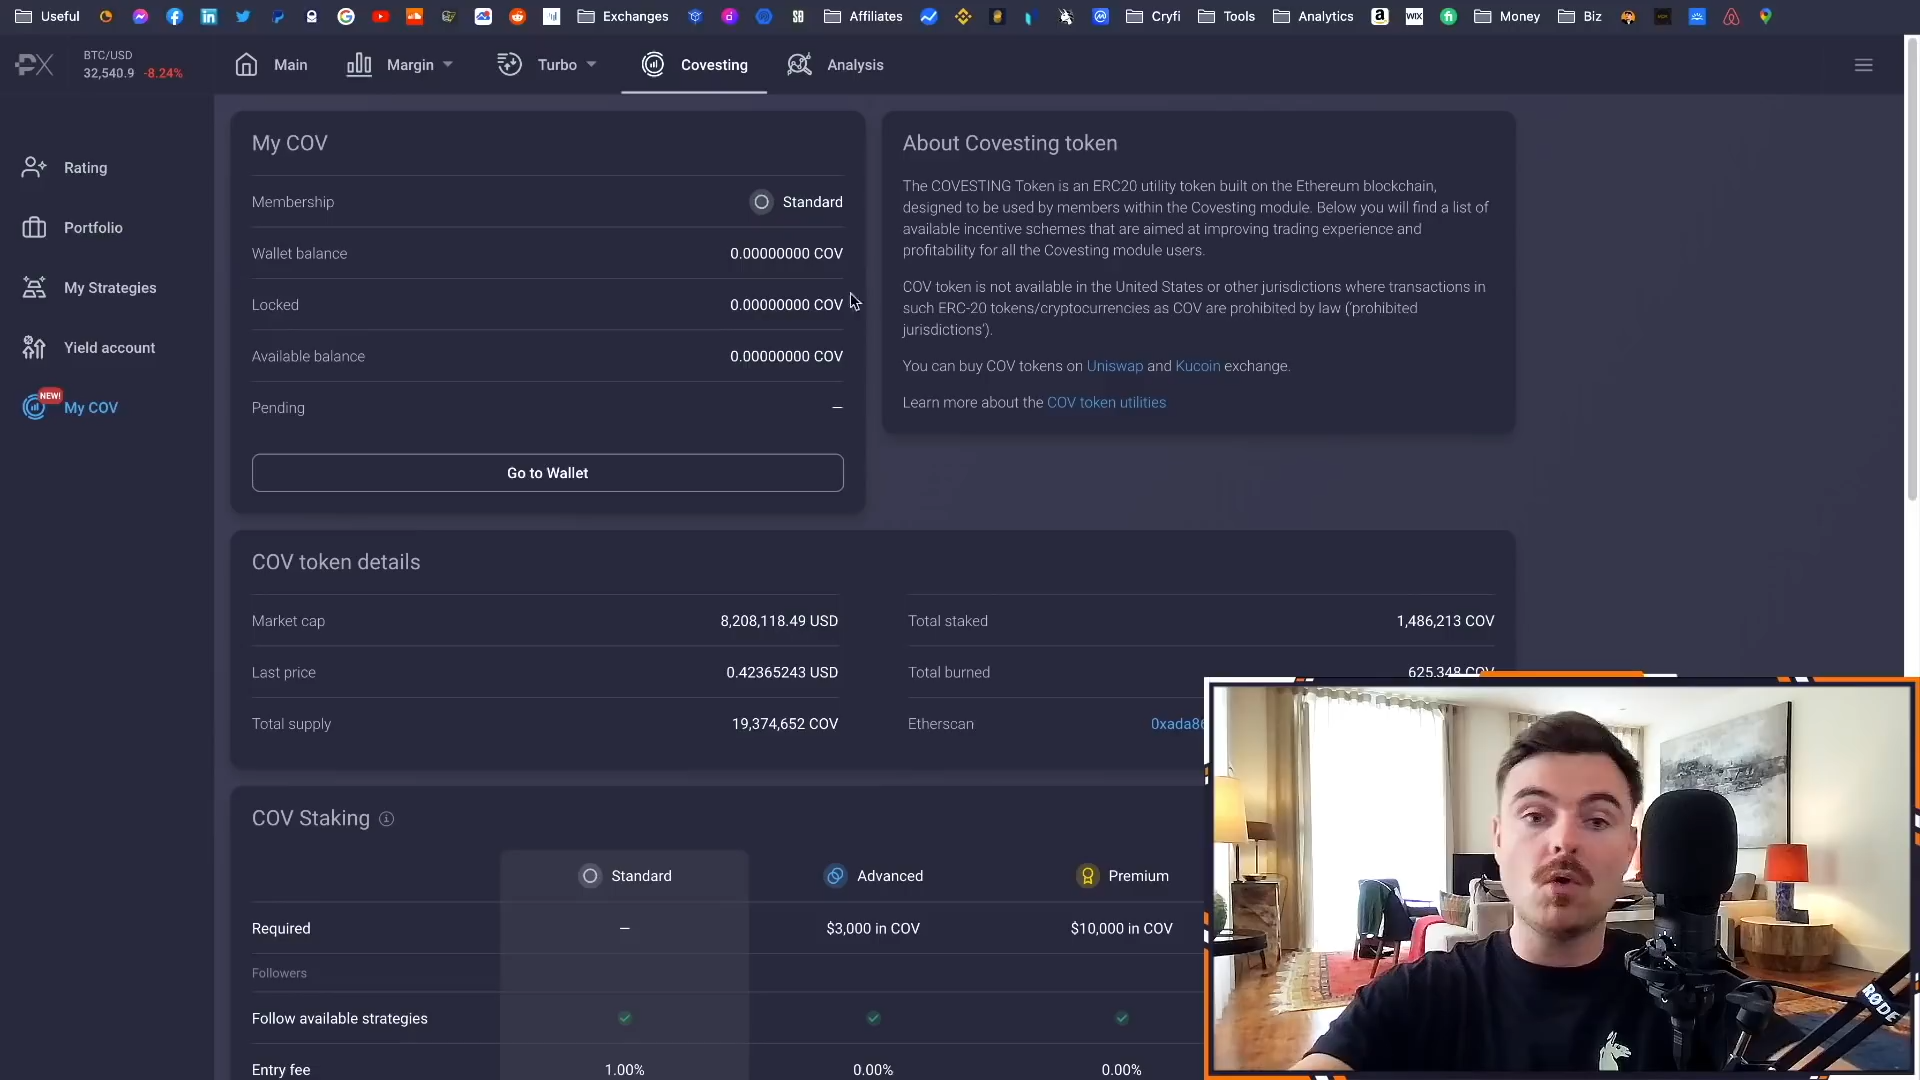 Useful
Exchanges
Affiliates
Cryfi
Tools
Analytics
WIX
Money
Biz
PX
BTC/USD
32,540.9 -8.24%
Main
Margin
Turbo
Covesting
Analysis
Rating
Portfolio
My Strategies
Yield account
NEW!
My COV
My COV
Membership
Standard
Wallet balance
0.00000000 COV
Locked
0.00000000 COV
Available balance
0.00000000 COV
Pending
—
Go to Wallet
About Covesting token
The COVESTING Token is an ERC20 utility token built on the Ethereum blockchain,
designed to be used by members within the Covesting module. Below you will find a list of
available incentive schemes that are aimed at improving trading experience and
profitability for all the Covesting module users.
COV token is not available in the United States or other jurisdictions where transactions in
such ERC-20 tokens/cryptocurrencies as COV are prohibited by law ('prohibited
jurisdictions').
You can buy COV tokens on Uniswap and Kucoin exchange.
Learn more about the COV token utilities
COV token details
Market cap
8,208,118.49 USD
Last price
0.42365243 USD
Total supply
19,374,652 COV
Total staked
1,486,213 COV
Total burned
625,348 COV
Etherscan
COV Staking
Standard
Advanced
Premium
Required
—
$3,000 in COV
$10,000 in COV
Followers
Follow available strategies
Entry fee
1.00%
0.00%
0.00%
RØDE